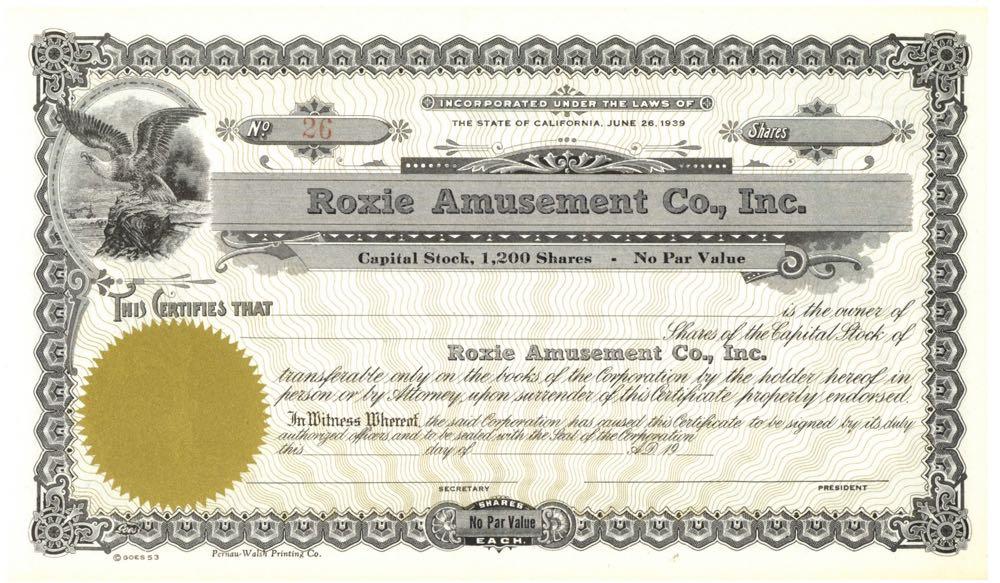 INCORPORATED UNDER THE LAWS OF
THE STATE OF CALIFORNIA, JUNE 26, 1939
No 26
Shares
Roxie Amusement Co., Inc.
Capital Stock, 1,200 Shares - No Par Value
THIS CERTIFIES THAT
is the owner of
Shares of the Capital Stock of
Roxie Amusement Co., Inc.
transferable only on the books of the Corporation by the holder hereof in
person or by Attorney upon surrender of this Certificate properly endorsed.
In Witness Whereof, the said Corporation has caused this Certificate to be signed by its duly
authorized officers and to be sealed with the Seal of the Corporation
this day of A.D. 19
SECRETARY
PRESIDENT
SHARES
No Par Value
EACH.
© GOES 53
Pernau-Walsh Printing Co.